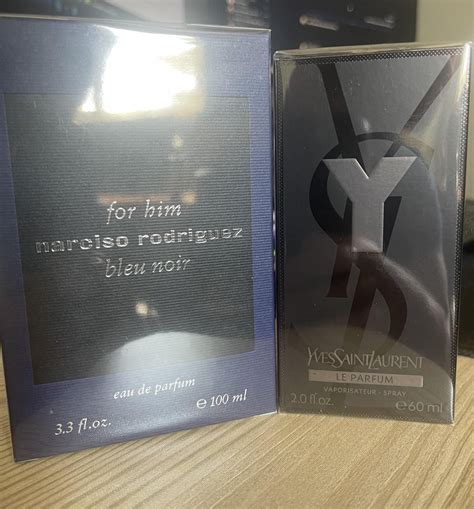 for him
narciso rodriguez
bleu noir
eau de parfum
3.3 fl.oz.
e 100 ml
YSL
Y
YVESSAINTLAURENT
LE PARFUM
VAPORISATEUR - SPRAY
2.0 fl.oz. e 60 ml